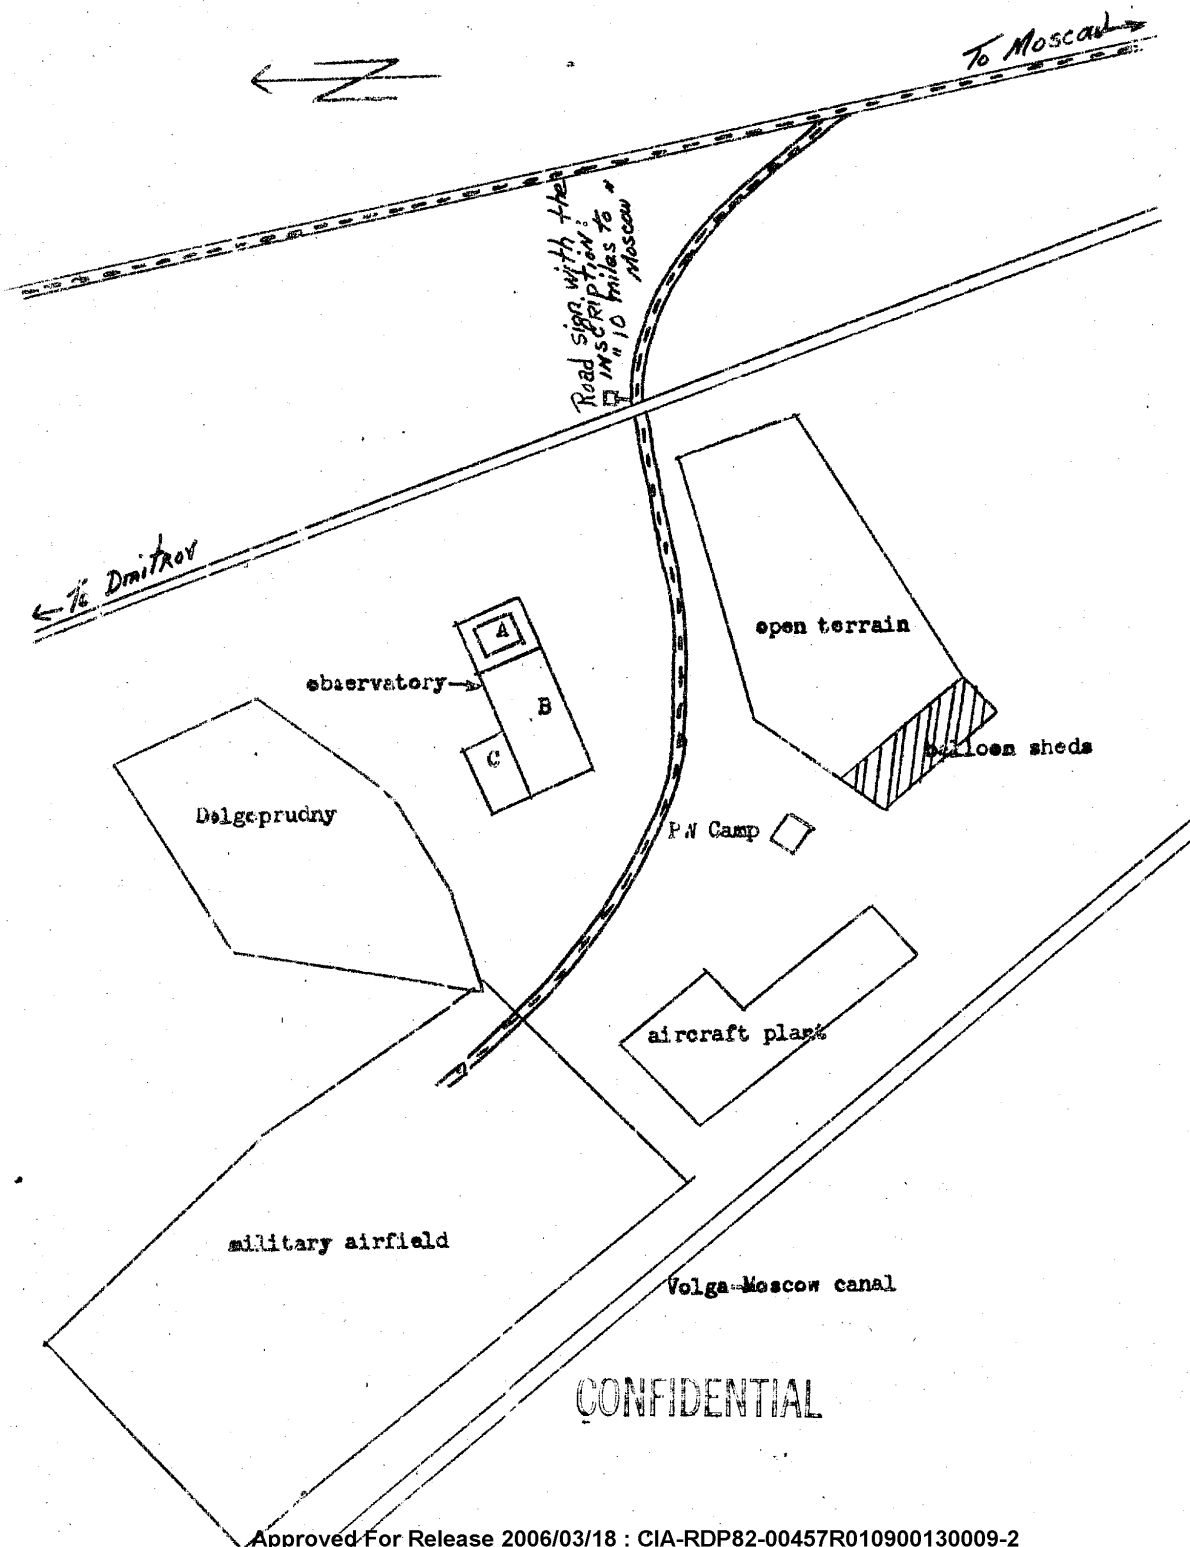 To Moscow
Road sign with the
INSCRIPTION:
"10 miles to
Moscow"
To Dmitrov
A
open terrain
observatory
B
balloon sheds
C
Dolgoprudny
PW Camp
aircraft plant
military airfield
Volga-Moscow canal
CONFIDENTIAL
Approved For Release 2006/03/18 : CIA-RDP82-00457R010900130009-2